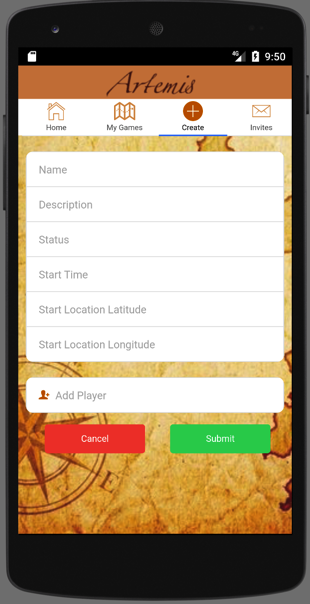 4G 9:50
Artemis
Home My Games Create Invites
Name
Description
Status
Start Time
Start Location Latitude
Start Location Longitude
Add Player
Cancel Submit